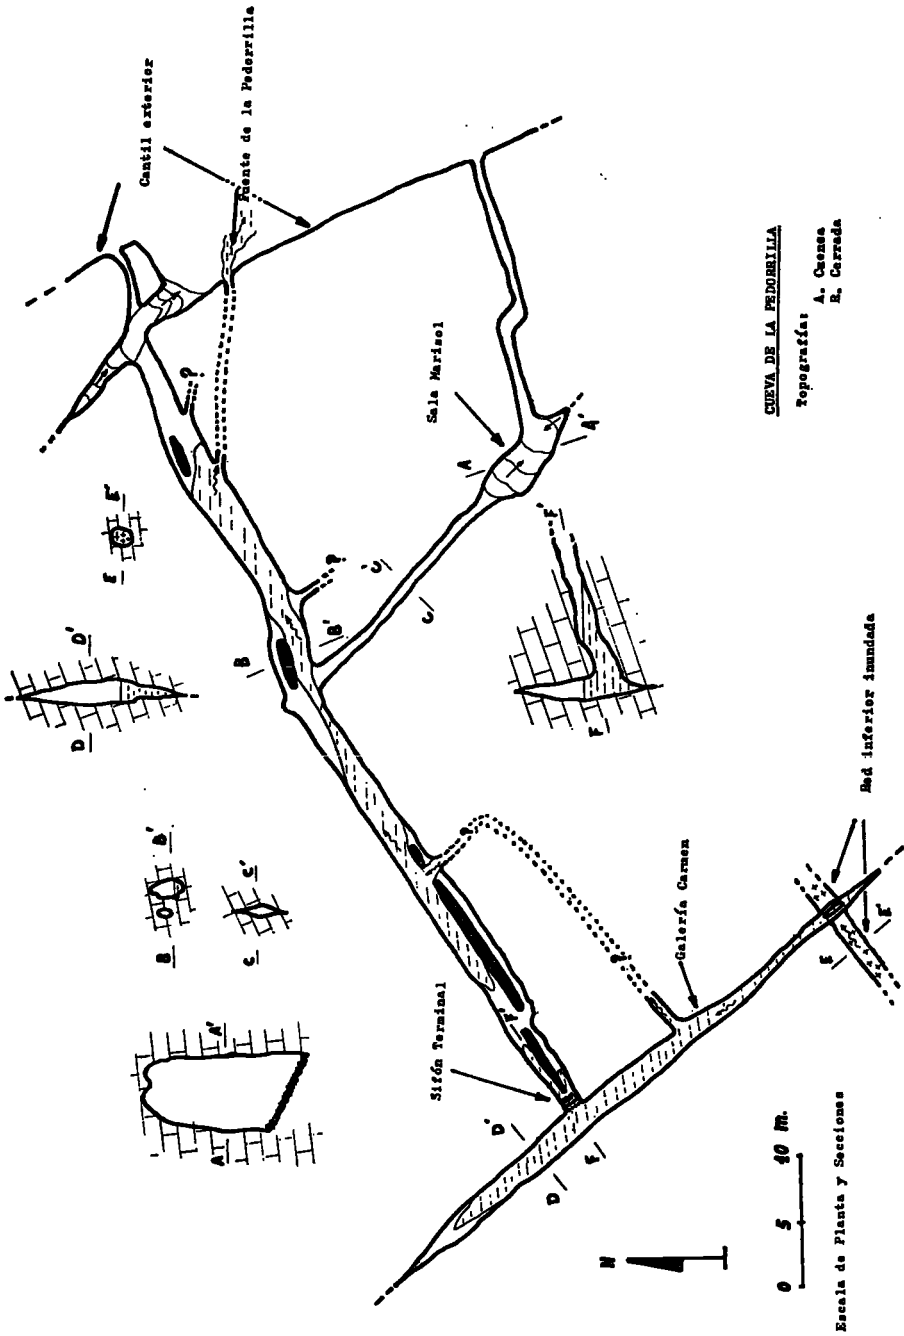 Cantil exterior
Fuente de la Pedorrilla
?
?
Sala Marisol
A
A'
B
B'
C
C'
E
E'
D
D'
B
B'
C
C'
A
A'
F
F'
CUEVA DE LA PEDORRILLA
Topografía:
A. Cuenca
R. Cerrada
Red inferior inundada
Galería Carmen
?
?
Sifón Terminal
F'
D'
D
F
E
E'
N
0 5 10 m.
Escala de Planta y Secciones